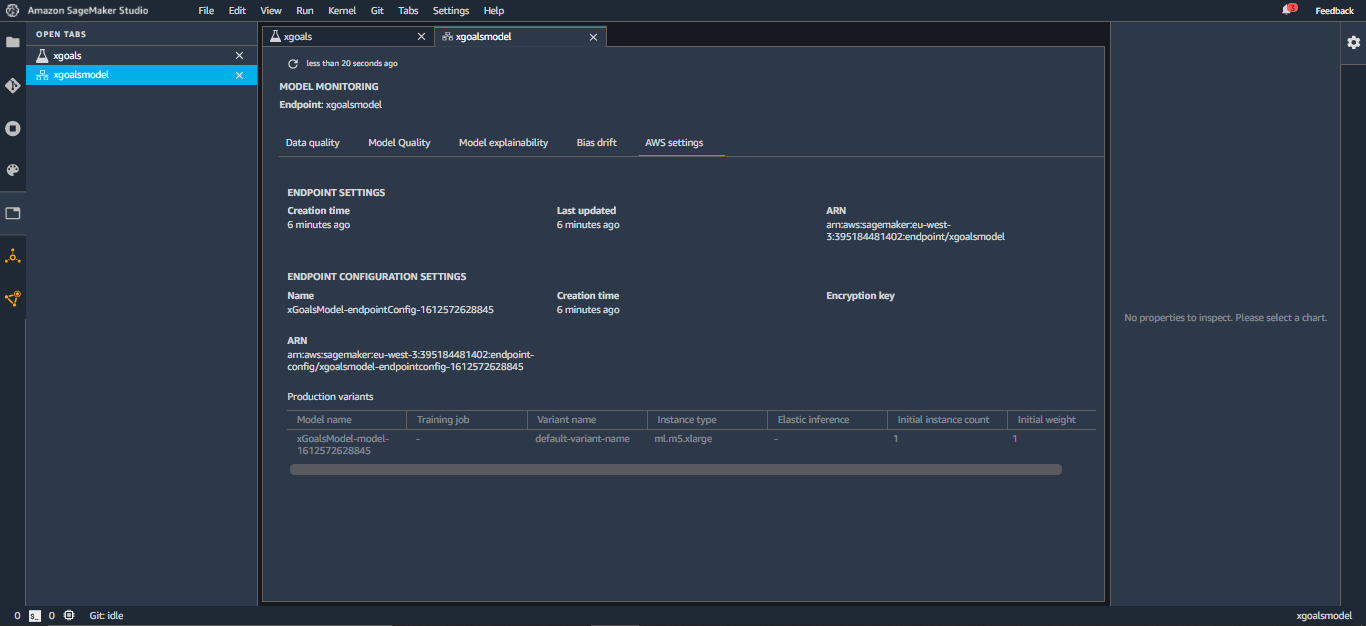 Amazon SageMaker Studio
File Edit View Run Kernel Git Tabs Settings Help
3
Feedback
OPEN TABS
xgoals
xgoalsmodel
xgoals
xgoalsmodel
less than 20 seconds ago
MODEL MONITORING
Endpoint: xgoalsmodel
Data quality Model Quality Model explainability Bias drift AWS settings
ENDPOINT SETTINGS
Creation time
6 minutes ago
Last updated
6 minutes ago
ARN
arn:aws:sagemaker:eu-west-
3:395184481402:endpoint/xgoalsmodel
ENDPOINT CONFIGURATION SETTINGS
Name
xGoalsModel-endpointConfig-1612572628845
Creation time
6 minutes ago
Encryption key
ARN
arn:aws:sagemaker:eu-west-3:395184481402:endpoint-
config/xgoalsmodel-endpointconfig-1612572628845
Production variants
Model name Training job Variant name Instance type Elastic inference Initial instance count Initial weight
xGoalsModel-model- - default-variant-name ml.m5.xlarge - 1 1
1612572628845
No properties to inspect. Please select a chart.
0 0 Git: idle
xgoalsmodel